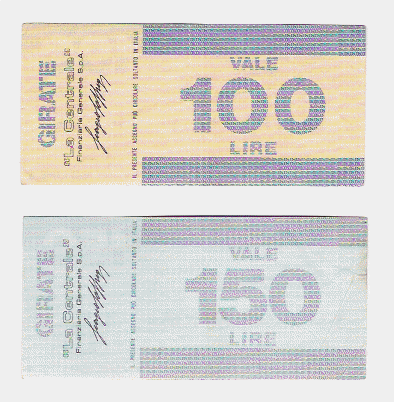 GIRATE
"La Centrale"
Finanziaria Generale S.p.A.
IL PRESENTE ASSEGNO PUÒ CIRCOLARE SOLTANTO IN ITALIA
VALE
100
LIRE
GIRATE
"La Centrale"
Finanziaria Generale S.p.A.
IL PRESENTE ASSEGNO PUÒ CIRCOLARE SOLTANTO IN ITALIA
VALE
150
LIRE